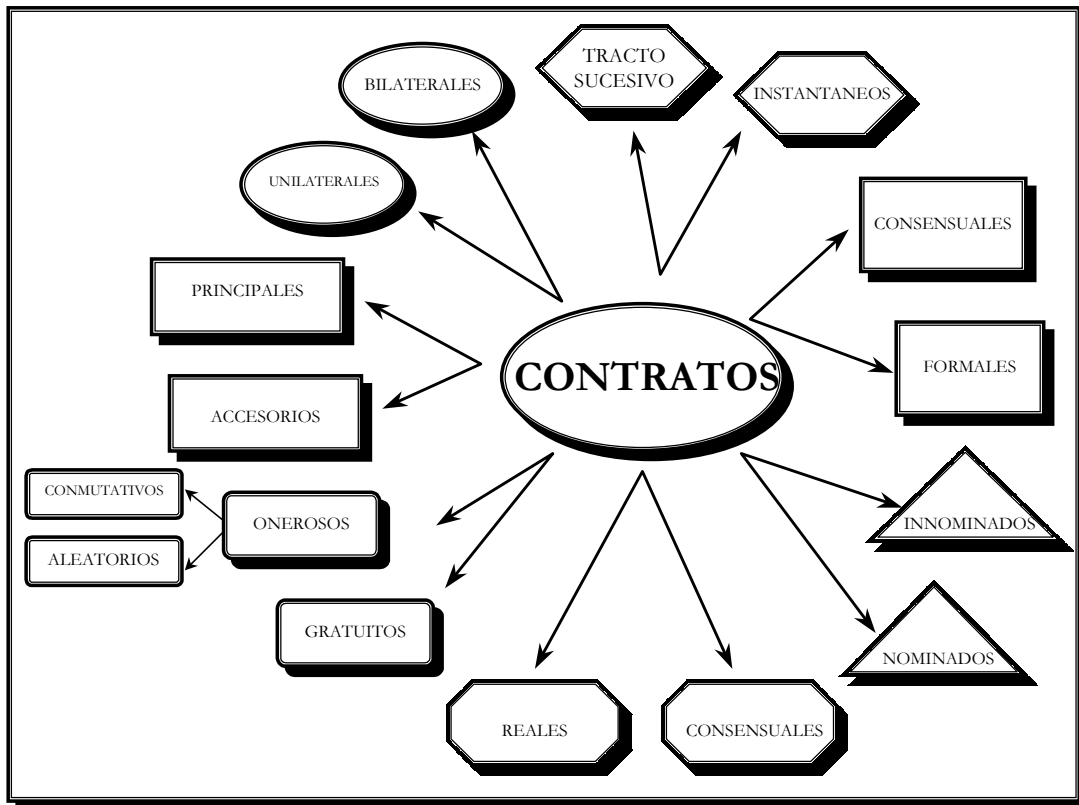 TRACTO
SUCESIVO
BILATERALES
INSTANTANEOS
UNILATERALES
CONSENSUALES
PRINCIPALES
FORMALES
CONTRATOS
ACCESORIOS
CONMUTATIVOS
ONEROSOS
INNOMINADOS
ALEATORIOS
GRATUITOS
NOMINADOS
REALES
CONSENSUALES